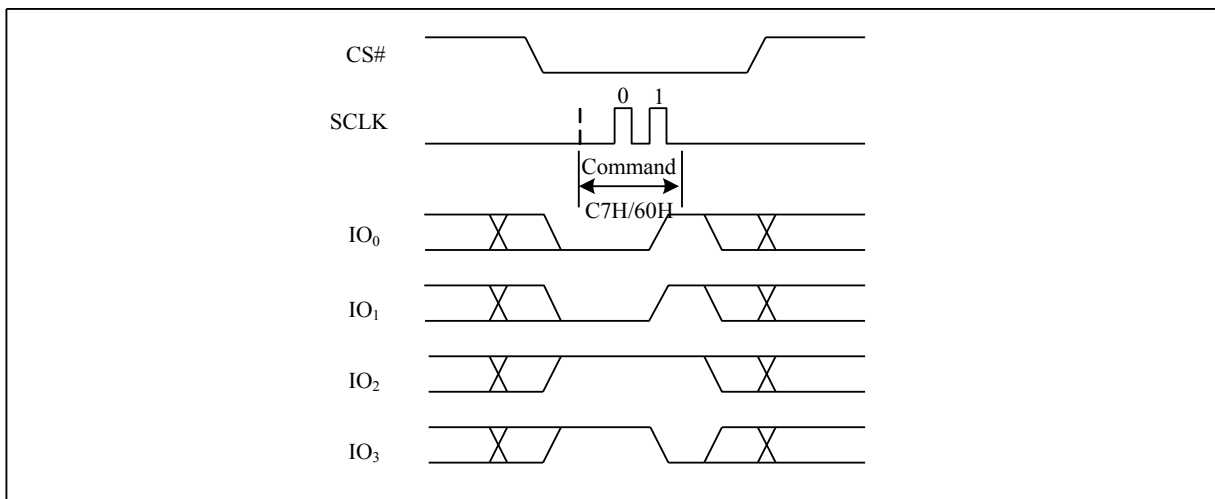 CS#
0 1
SCLK
Command
C7H/60H
IO₀
IO₁
IO₂
IO₃